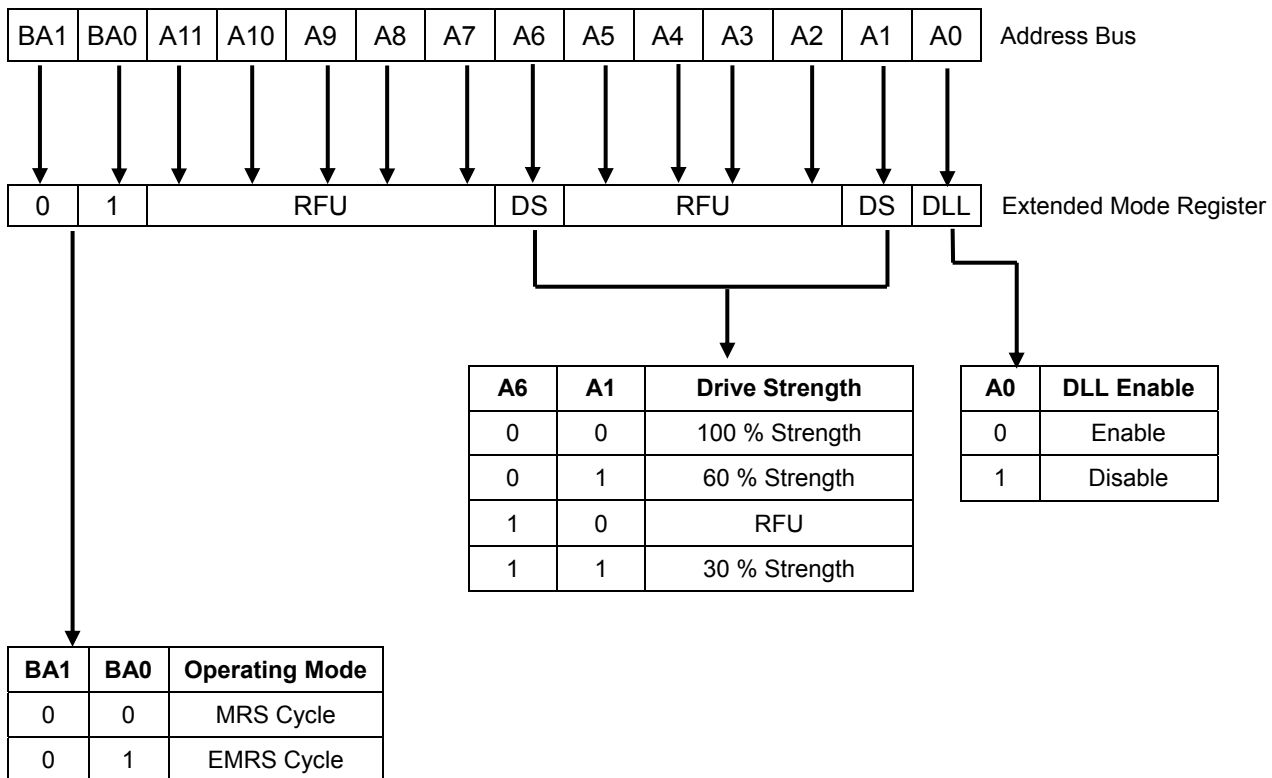 BA1 BA0 A11 A10 A9 A8 A7 A6 A5 A4 A3 A2 A1 A0 Address Bus
0 1 RFU DS RFU DS DLL Extended Mode Register
A6 A1 Drive Strength
0 0 100 % Strength
0 1 60 % Strength
1 0 RFU
1 1 30 % Strength
A0 DLL Enable
0 Enable
1 Disable
BA1 BA0 Operating Mode
0 0 MRS Cycle
0 1 EMRS Cycle